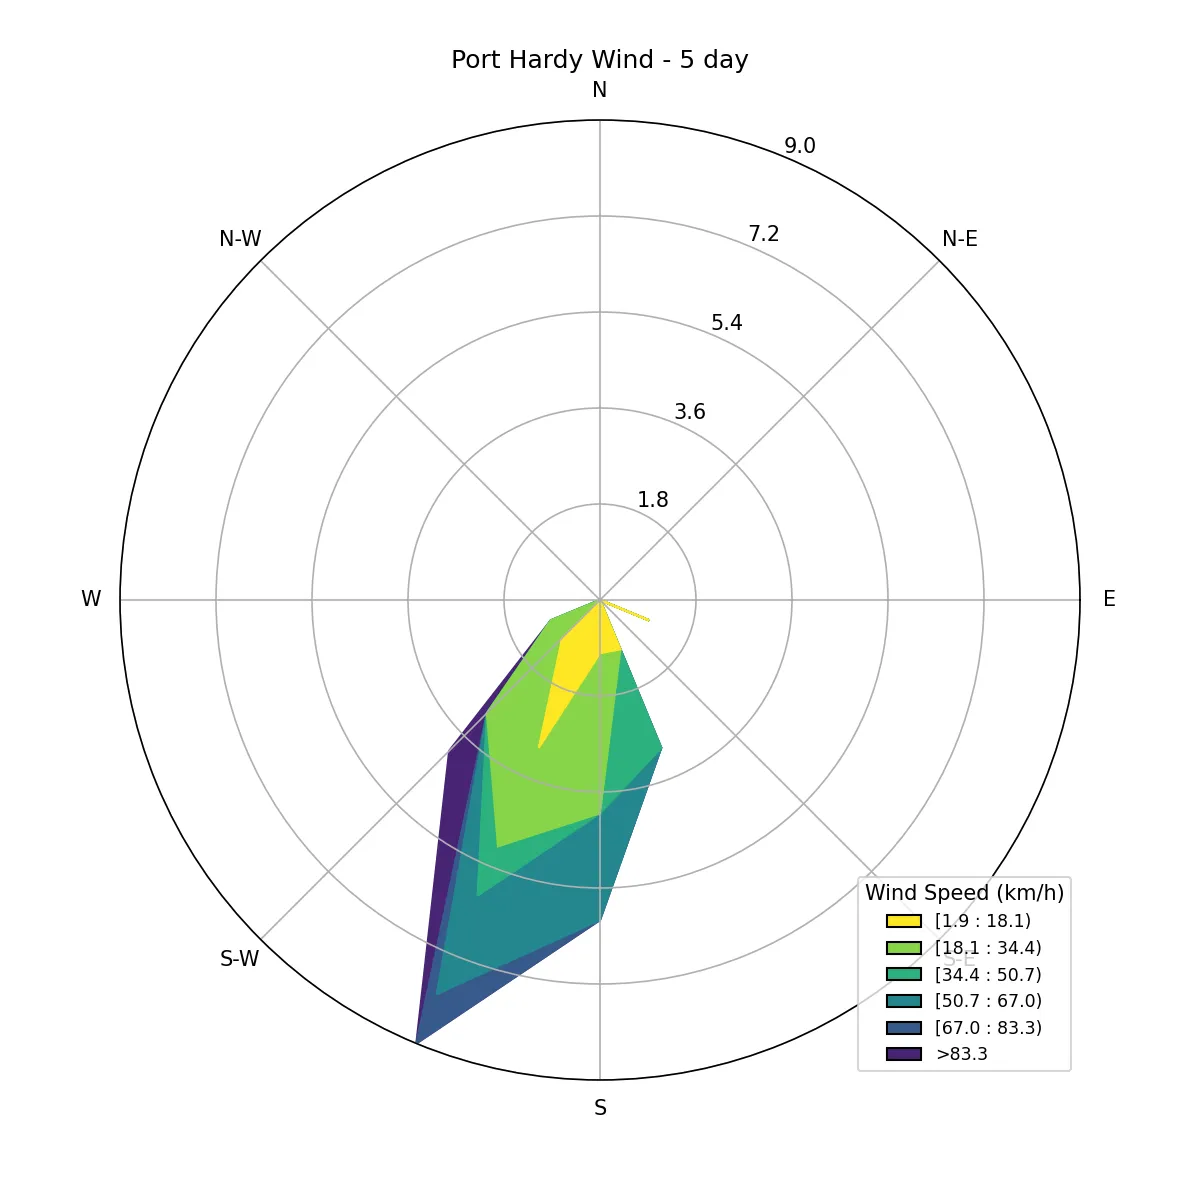 Port Hardy Wind - 5 day
N
9.0
N-W
N-E
7.2
5.4
3.6
1.8
W
E
S-W
S-E
Wind Speed (km/h)
[1.9 : 18.1)
[18.1 : 34.4)
[34.4 : 50.7)
[50.7 : 67.0)
[67.0 : 83.3)
>83.3
S